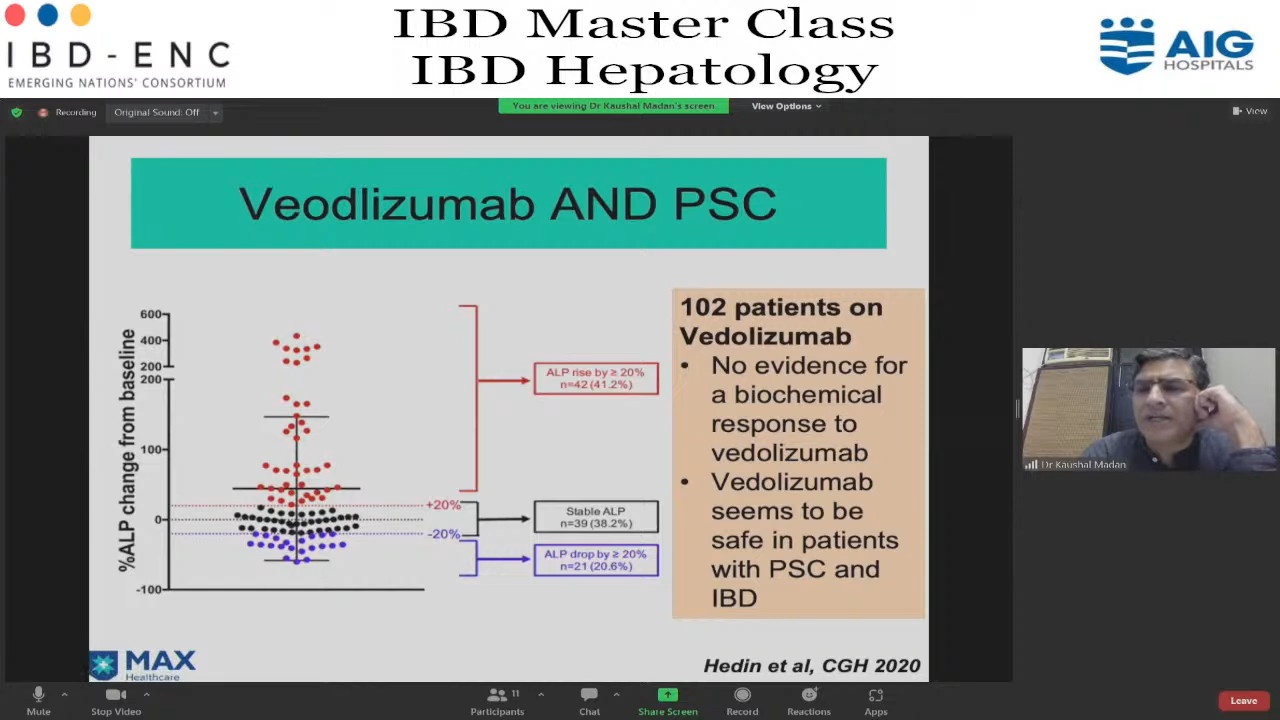 IBD Master Class
IBD Hepatology
IBD-ENC
EMERGING NATIONS' CONSORTIUM
AIG
HOSPITALS
Recording
Original Sound: Off
You are viewing Dr Kaushal Madan's screen
View Options
View
Veodlizumab AND PSC
%ALP change from baseline
600
400
200
200
100
0
-100
+20%
-20%
ALP rise by ≥ 20%
n=42 (41.2%)
Stable ALP
n=39 (38.2%)
ALP drop by ≥ 20%
n=21 (20.6%)
102 patients on
Vedolizumab
• No evidence for
a biochemical
response to
vedolizumab
• Vedolizumab
seems to be
safe in patients
with PSC and
IBD
MAX
Healthcare
Hedin et al, CGH 2020
Dr Kaushal Madan
Mute
Stop Video
Participants
11
Chat
Share Screen
Record
Reactions
Apps
Leave